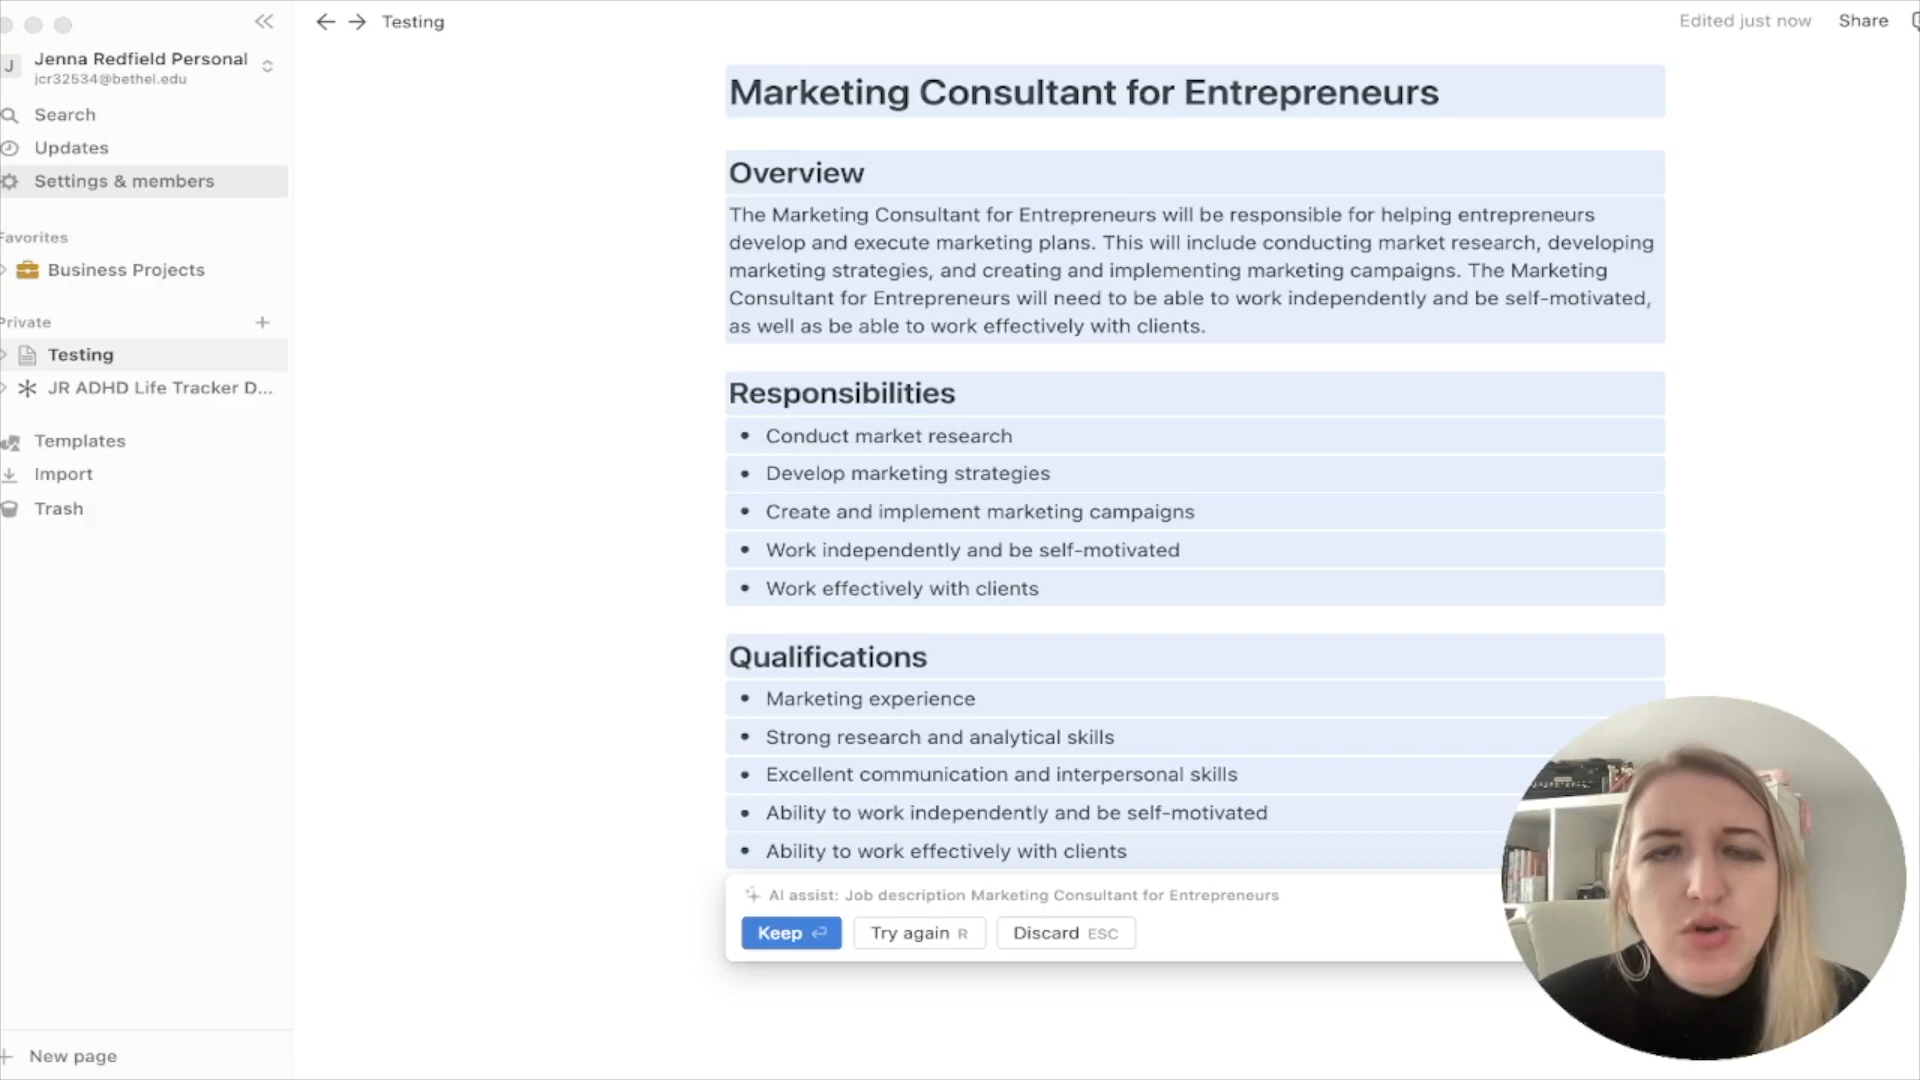 Testing
Edited just now
Share
J
Jenna Redfield Personal
jcr32534@bethel.edu
Search
Updates
Settings & members
Favorites
Business Projects
Private
Testing
JR ADHD Life Tracker D...
Templates
Import
Trash
New page
Marketing Consultant for Entrepreneurs
Overview
The Marketing Consultant for Entrepreneurs will be responsible for helping entrepreneurs
develop and execute marketing plans. This will include conducting market research, developing
marketing strategies, and creating and implementing marketing campaigns. The Marketing
Consultant for Entrepreneurs will need to be able to work independently and be self-motivated,
as well as be able to work effectively with clients.
Responsibilities
• Conduct market research
• Develop marketing strategies
• Create and implement marketing campaigns
• Work independently and be self-motivated
• Work effectively with clients
Qualifications
• Marketing experience
• Strong research and analytical skills
• Excellent communication and interpersonal skills
• Ability to work independently and be self-motivated
• Ability to work effectively with clients
AI assist: Job description Marketing Consultant for Entrepreneurs
Keep Try again R Discard ESC